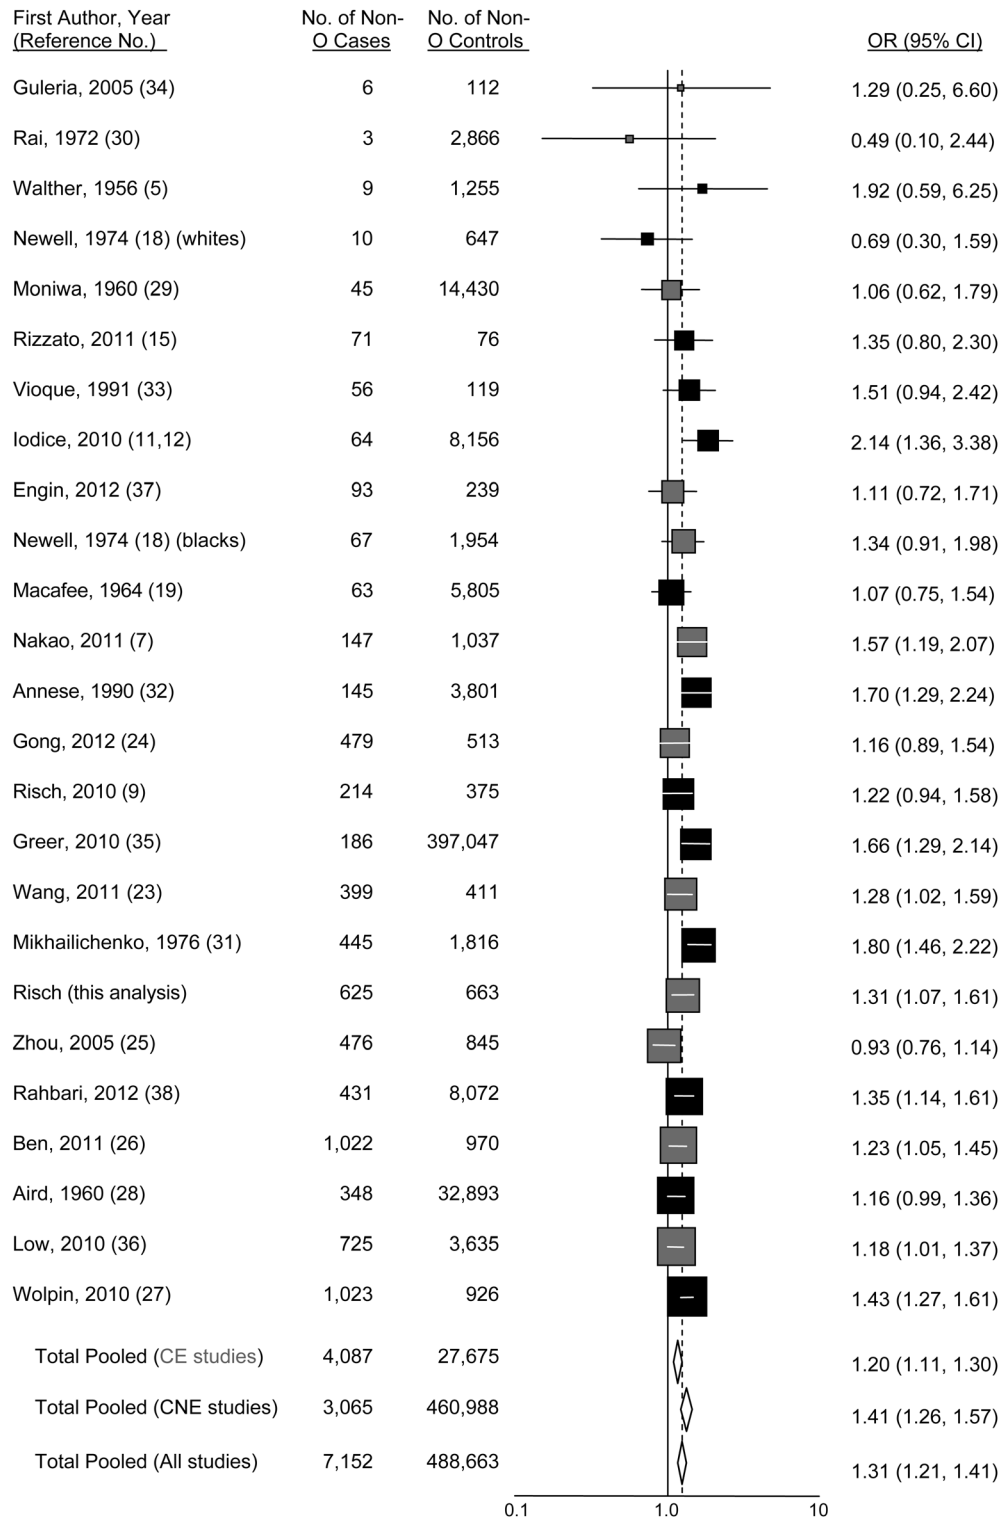 First Author, Year No. of Non- No. of Non-
(Reference No.) O Cases O Controls OR (95% CI)
Guleria, 2005 (34) 6 112 1.29 (0.25, 6.60)
Rai, 1972 (30) 3 2,866 0.49 (0.10, 2.44)
Walther, 1956 (5) 9 1,255 1.92 (0.59, 6.25)
Newell, 1974 (18) (whites) 10 647 0.69 (0.30, 1.59)
Moniwa, 1960 (29) 45 14,430 1.06 (0.62, 1.79)
Rizzato, 2011 (15) 71 76 1.35 (0.80, 2.30)
Vioque, 1991 (33) 56 119 1.51 (0.94, 2.42)
Iodice, 2010 (11,12) 64 8,156 2.14 (1.36, 3.38)
Engin, 2012 (37) 93 239 1.11 (0.72, 1.71)
Newell, 1974 (18) (blacks) 67 1,954 1.34 (0.91, 1.98)
Macafee, 1964 (19) 63 5,805 1.07 (0.75, 1.54)
Nakao, 2011 (7) 147 1,037 1.57 (1.19, 2.07)
Annese, 1990 (32) 145 3,801 1.70 (1.29, 2.24)
Gong, 2012 (24) 479 513 1.16 (0.89, 1.54)
Risch, 2010 (9) 214 375 1.22 (0.94, 1.58)
Greer, 2010 (35) 186 397,047 1.66 (1.29, 2.14)
Wang, 2011 (23) 399 411 1.28 (1.02, 1.59)
Mikhailichenko, 1976 (31) 445 1,816 1.80 (1.46, 2.22)
Risch (this analysis) 625 663 1.31 (1.07, 1.61)
Zhou, 2005 (25) 476 845 0.93 (0.76, 1.14)
Rahbari, 2012 (38) 431 8,072 1.35 (1.14, 1.61)
Ben, 2011 (26) 1,022 970 1.23 (1.05, 1.45)
Aird, 1960 (28) 348 32,893 1.16 (0.99, 1.36)
Low, 2010 (36) 725 3,635 1.18 (1.01, 1.37)
Wolpin, 2010 (27) 1,023 926 1.43 (1.27, 1.61)
Total Pooled (CE studies) 4,087 27,675 1.20 (1.11, 1.30)
Total Pooled (CNE studies) 3,065 460,988 1.41 (1.26, 1.57)
Total Pooled (All studies) 7,152 488,663 1.31 (1.21, 1.41)
0.1 1.0 10